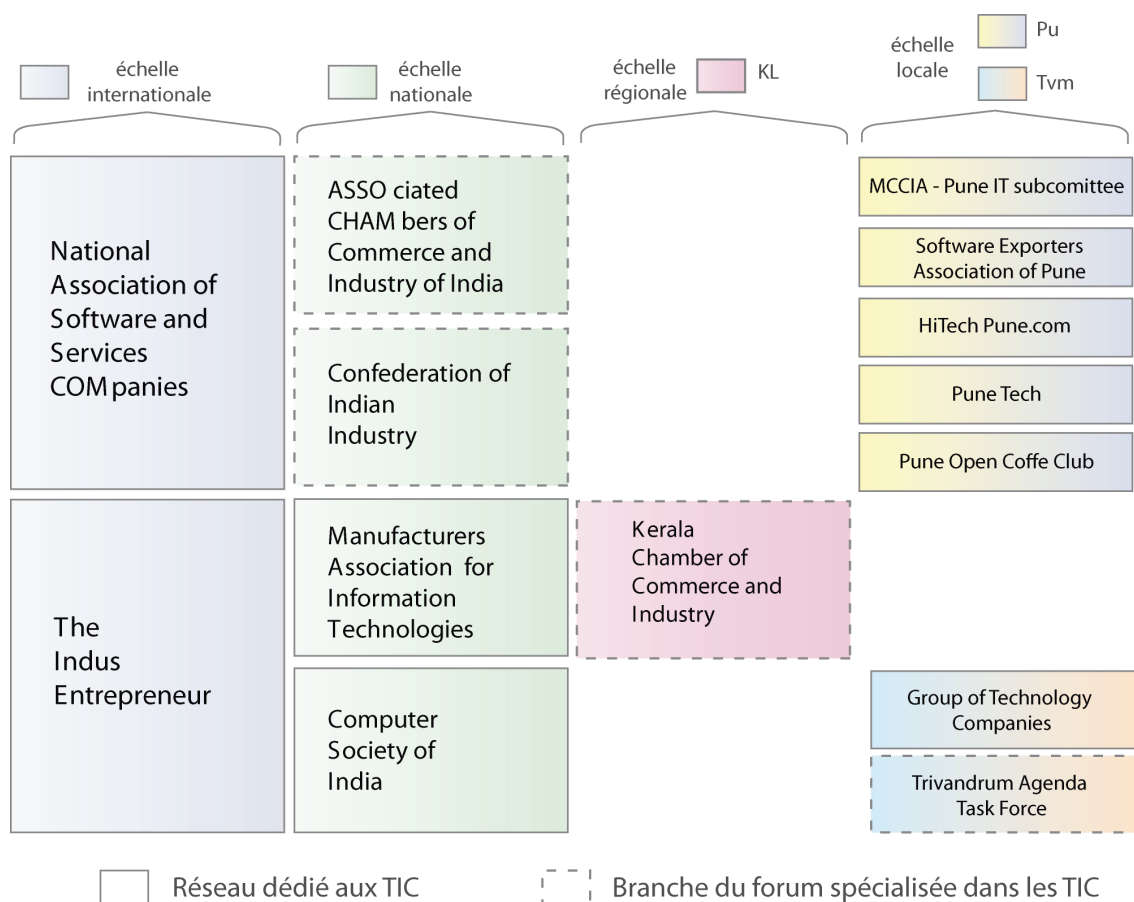 échelle
internationale
échelle
nationale
échelle
régionale
KL
échelle
locale
Pu
Tvm
National
Association of
Software and
Services
COMpanies
The
Indus
Entrepreneur
ASSO ciated
CHAM bers of
Commerce and
Industry of India
Confederation of
Indian
Industry
Manufacturers
Association for
Information
Technologies
Computer
Society of
India
Kerala
Chamber of
Commerce and
Industry
MCCIA - Pune IT subcomittee
Software Exporters
Association of Pune
HiTech Pune.com
Pune Tech
Pune Open Coffe Club
Group of Technology
Companies
Trivandrum Agenda
Task Force
Réseau dédié aux TIC
Branche du forum spécialisée dans les TIC